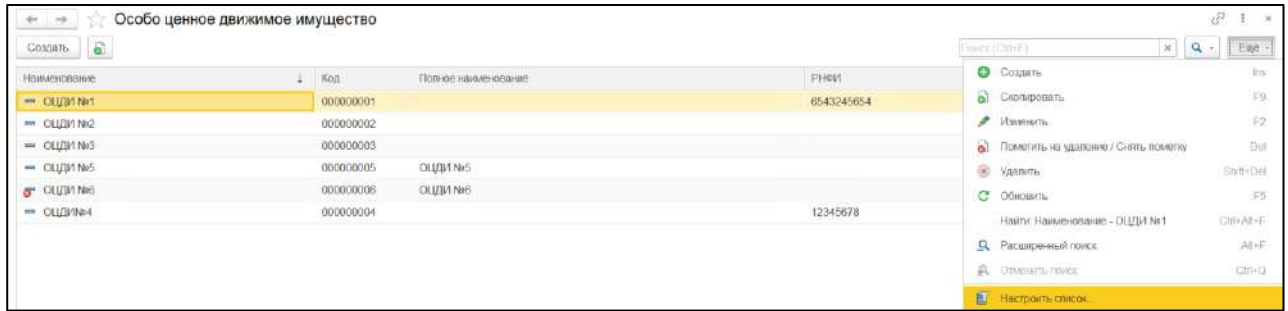 Особо ценное движимое имущество
Создать
Поиск (Ctrl+F)
Еще
Наименование Код Полное наименование РНФИ
ОЦДИ №1 000000001 6543245654
ОЦДИ №2 000000002
ОЦДИ №3 000000003
ОЦДИ №5 000000005 ОЦДИ №5
ОЦДИ №6 000000006 ОЦДИ №6
ОЦДИ№4 000000004 12345678
Создать Ins
Скопировать F9
Изменить F2
Пометить на удаление / Снять пометку Del
Удалить Shift+Del
Обновить F5
Найти: Наименование - ОЦДИ №1 Ctrl+Alt+F
Расширенный поиск Alt+F
Отменить поиск Ctrl+Q
Настроить список...